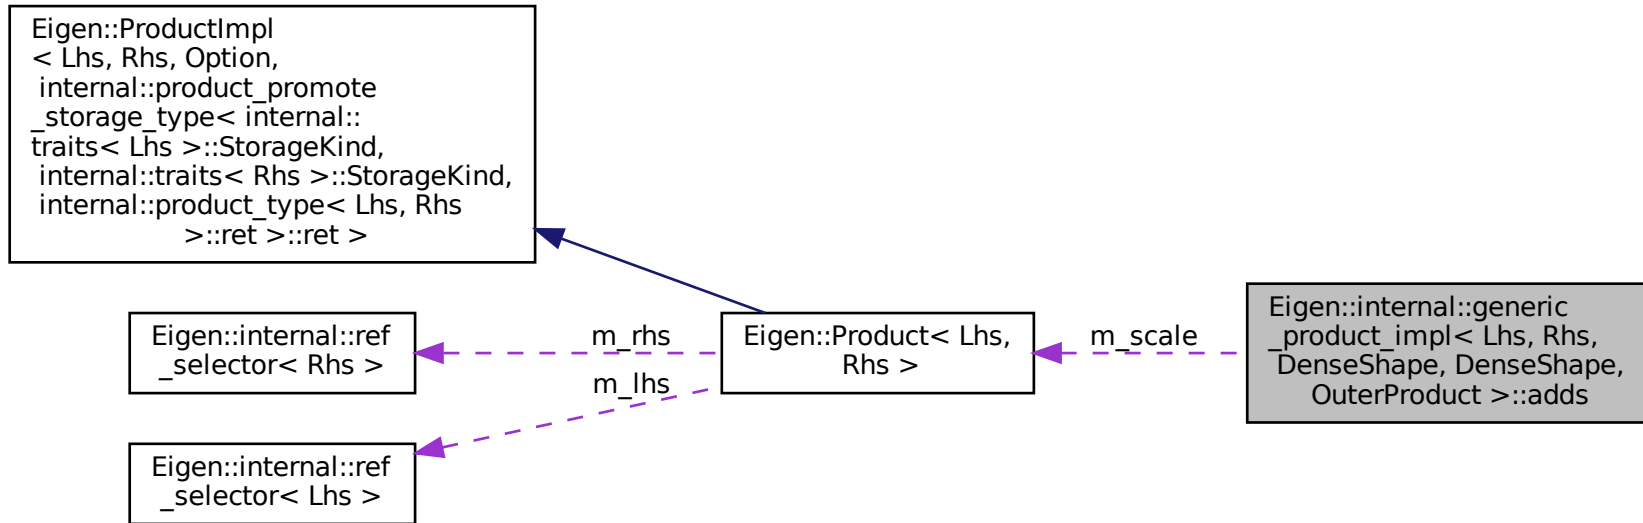 Eigen::ProductImpl
< Lhs, Rhs, Option,
internal::product_promote
_storage_type< internal::
traits< Lhs >::StorageKind,
internal::traits< Rhs >::StorageKind,
internal::product_type< Lhs, Rhs
>::ret >::ret >
Eigen::internal::ref
_selector< Rhs >
m_rhs
m_lhs
Eigen::internal::ref
_selector< Lhs >
Eigen::Product< Lhs,
Rhs >
m_scale
Eigen::internal::generic
_product_impl< Lhs, Rhs,
DenseShape, DenseShape,
OuterProduct >::adds